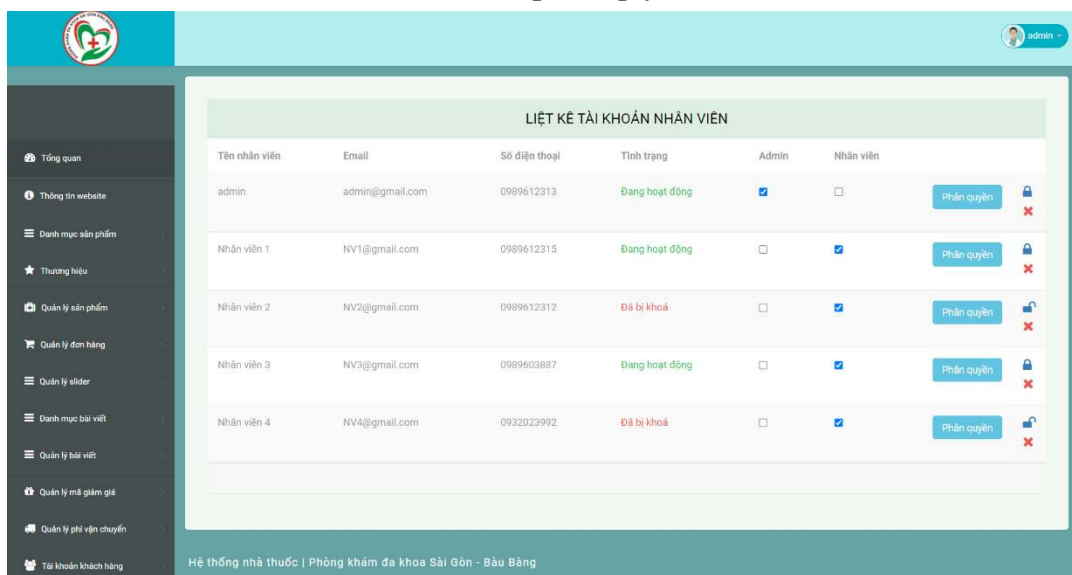 admin
LIỆT KÊ TÀI KHOẢN NHÂN VIÊN
Tên nhân viên Email Số điện thoại Tình trạng Admin Nhân viên
admin admin@gmail.com 0989612313 Đang hoạt động Phân quyền
Nhân viên 1 NV1@gmail.com 0989612315 Đang hoạt động Phân quyền
Nhân viên 2 NV2@gmail.com 0989612312 Đã bị khoá Phân quyền
Nhân viên 3 NV3@gmail.com 0989603887 Đang hoạt động Phân quyền
Nhân viên 4 NV4@gmail.com 0932023992 Đã bị khoá Phân quyền
Tổng quan
Thông tin website
Danh mục sản phẩm
Thương hiệu
Quản lý sản phẩm
Quản lý đơn hàng
Quản lý slider
Danh mục bài viết
Quản lý bài viết
Quản lý mã giảm giá
Quản lý phí vận chuyển
Tài khoản khách hàng
Hệ thống nhà thuốc | Phòng khám đa khoa Sài Gòn - Bàu Bàng